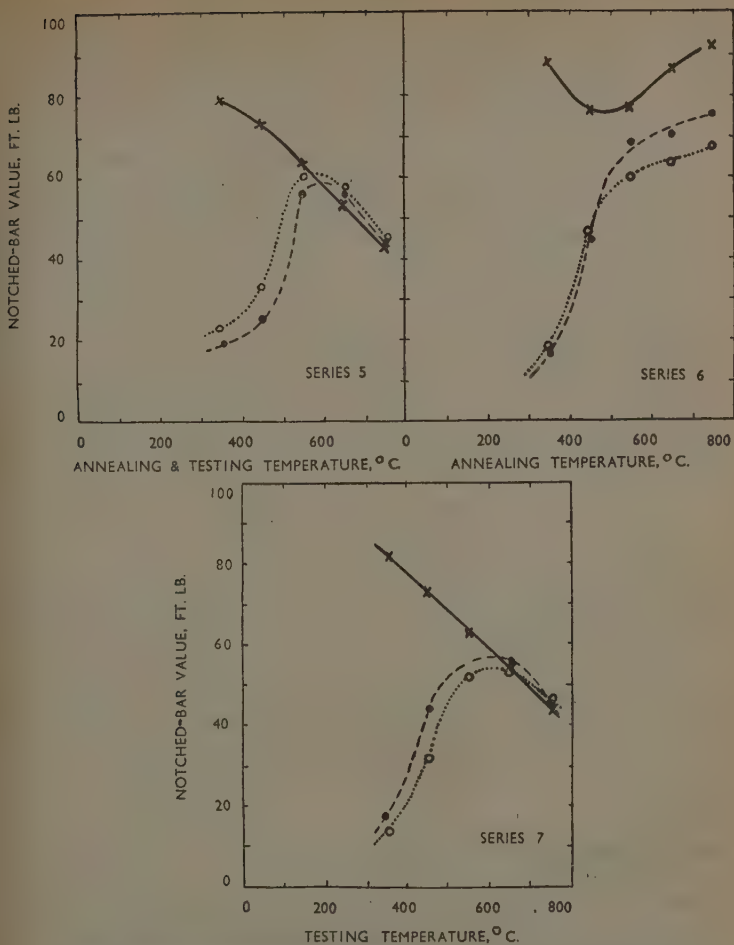 100
80
60
40
20
0
NOTCHED-BAR VALUE, FT. LB.
SERIES 5
SERIES 6
0 200 400 600 0 200 400 600 800
ANNEALING & TESTING TEMPERATURE, °C.
ANNEALING TEMPERATURE, °C.
100
80
60
40
20
0
NOTCHED-BAR VALUE, FT. LB.
SERIES 7
0 200 400 600 800
TESTING TEMPERATURE, °C.